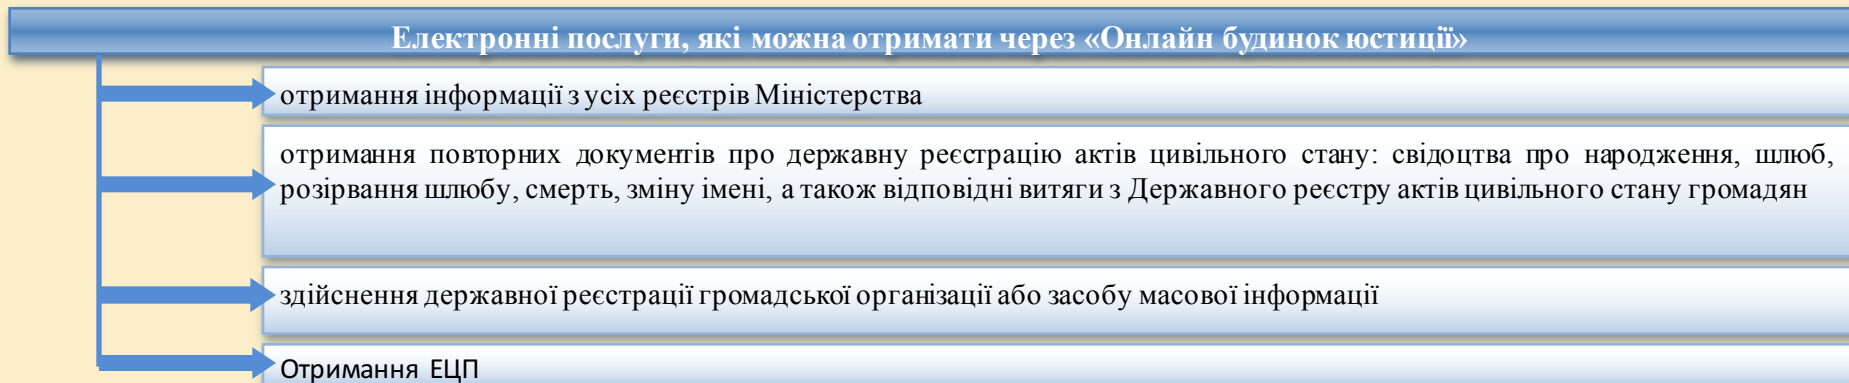 Електронні послуги, які можна отримати через «Онлайн будинок юстиції»
отримання інформації з усіх реєстрів Міністерства
отримання повторних документів про державну реєстрацію актів цивільного стану: свідоцтва про народження, шлюб,
розірвання шлюбу, смерть, зміну імені, а також відповідні витяги з Державного реєстру актів цивільного стану громадян
здійснення державної реєстрації громадської організації або засобу масової інформації
Отримання ЕЦП